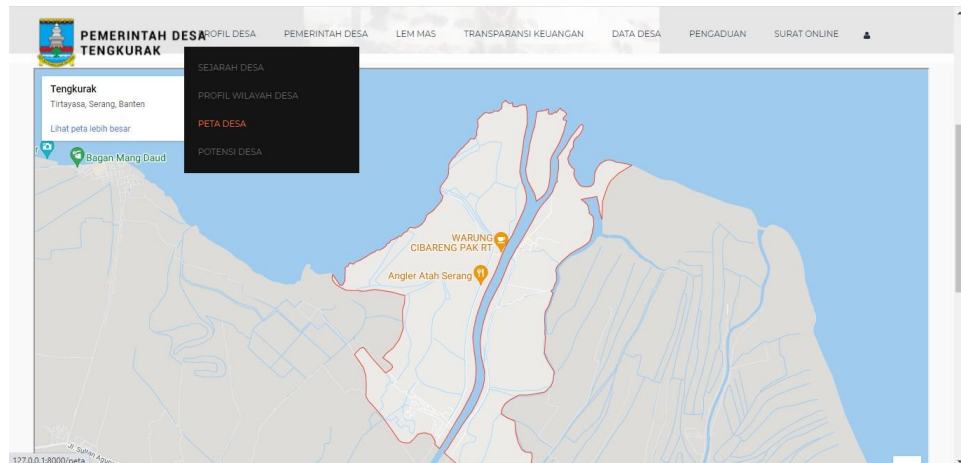 PEMERINTAH DESA
TENGKURAK
PROFIL DESA
PEMERINTAH DESA
LEM MAS
TRANSPARANSI KEUANGAN
DATA DESA
PENGADUAN
SURAT ONLINE
SEJARAH DESA
PROFIL WILAYAH DESA
PETA DESA
POTENSI DESA
Tengkurak
Tirtayasa, Serang, Banten
Lihat peta lebih besar
Bagan Mang Daud
WARUNG
CIBARENG PAK RT
Angler Atah Serang
Jl. Sultan
127.0.0.1:8000/peta